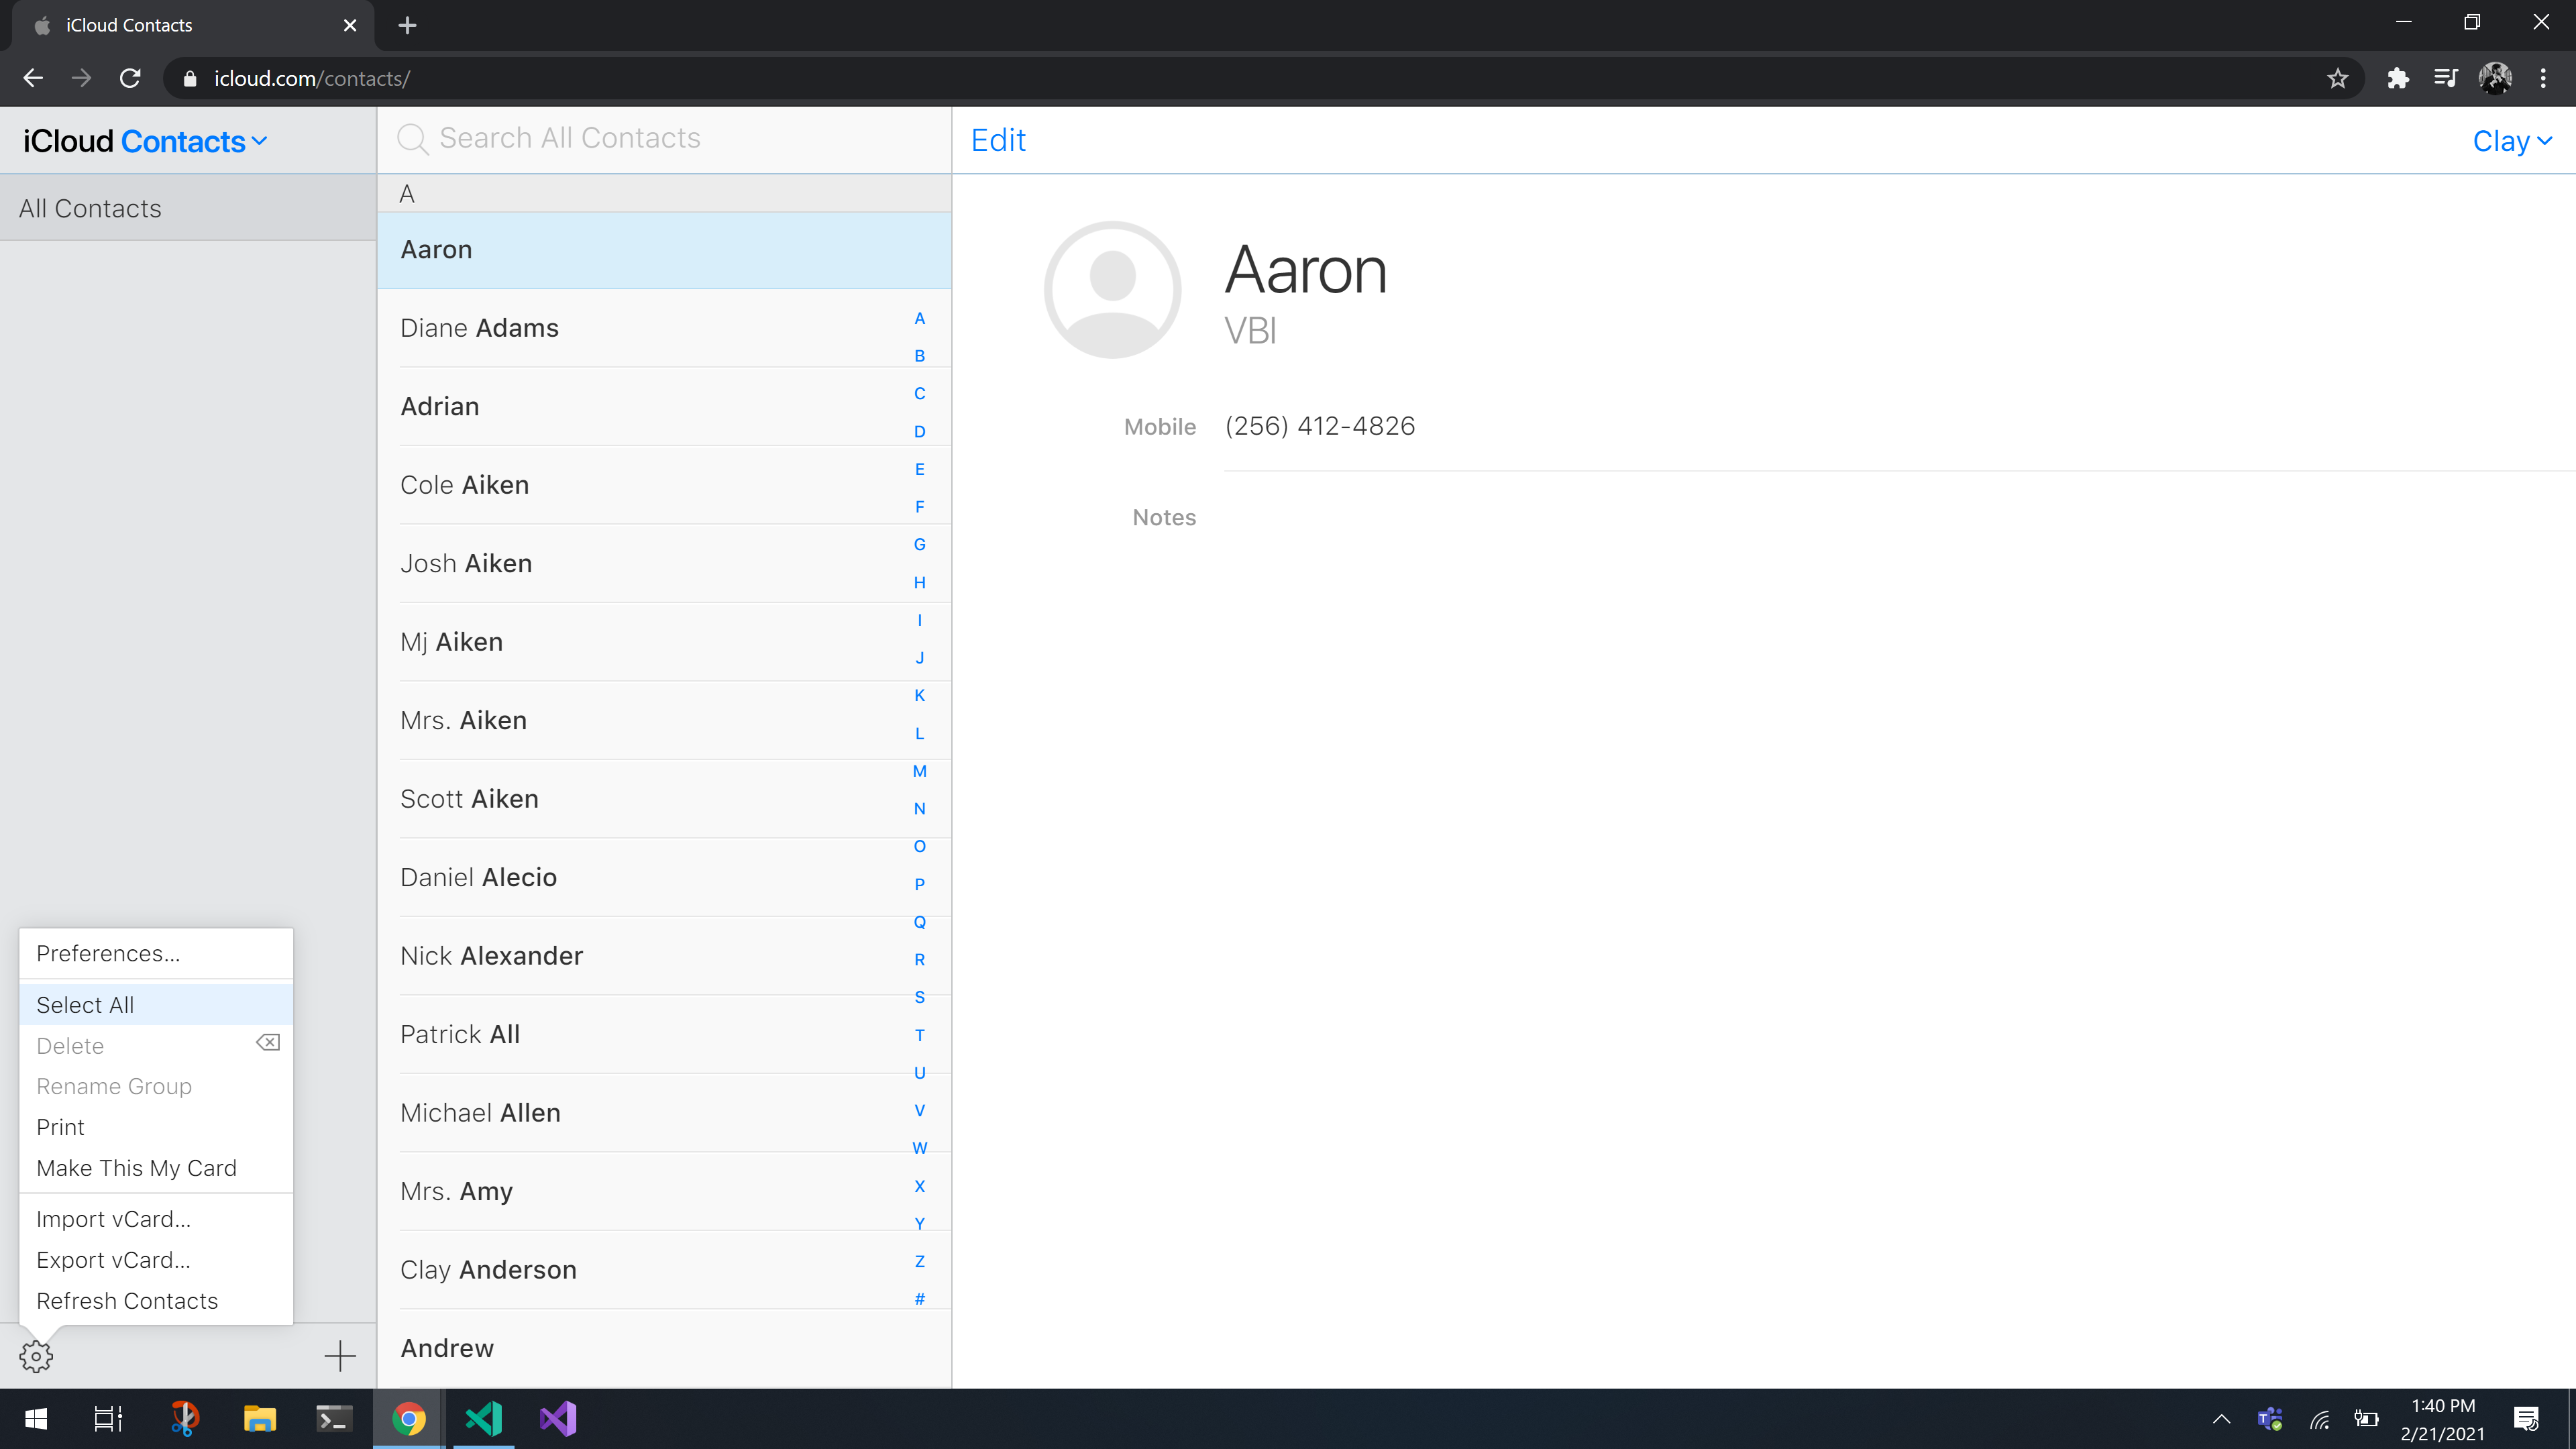 iCloud Contacts
icloud.com/contacts/
iCloud Contacts
All Contacts
Preferences...
Select All
Delete
Rename Group
Print
Make This My Card
Import vCard...
Export vCard...
Refresh Contacts
Search All Contacts
A
Aaron
Diane Adams
Adrian
Cole Aiken
Josh Aiken
Mj Aiken
Mrs. Aiken
Scott Aiken
Daniel Alecio
Nick Alexander
Patrick All
Michael Allen
Mrs. Amy
Clay Anderson
Andrew
A
B
C
D
E
F
G
H
I
J
K
L
M
N
O
P
Q
R
S
T
U
V
W
X
Y
Z
#
Edit
Clay
Aaron
VBI
Mobile (256) 412-4826
Notes
1:40 PM
2/21/2021